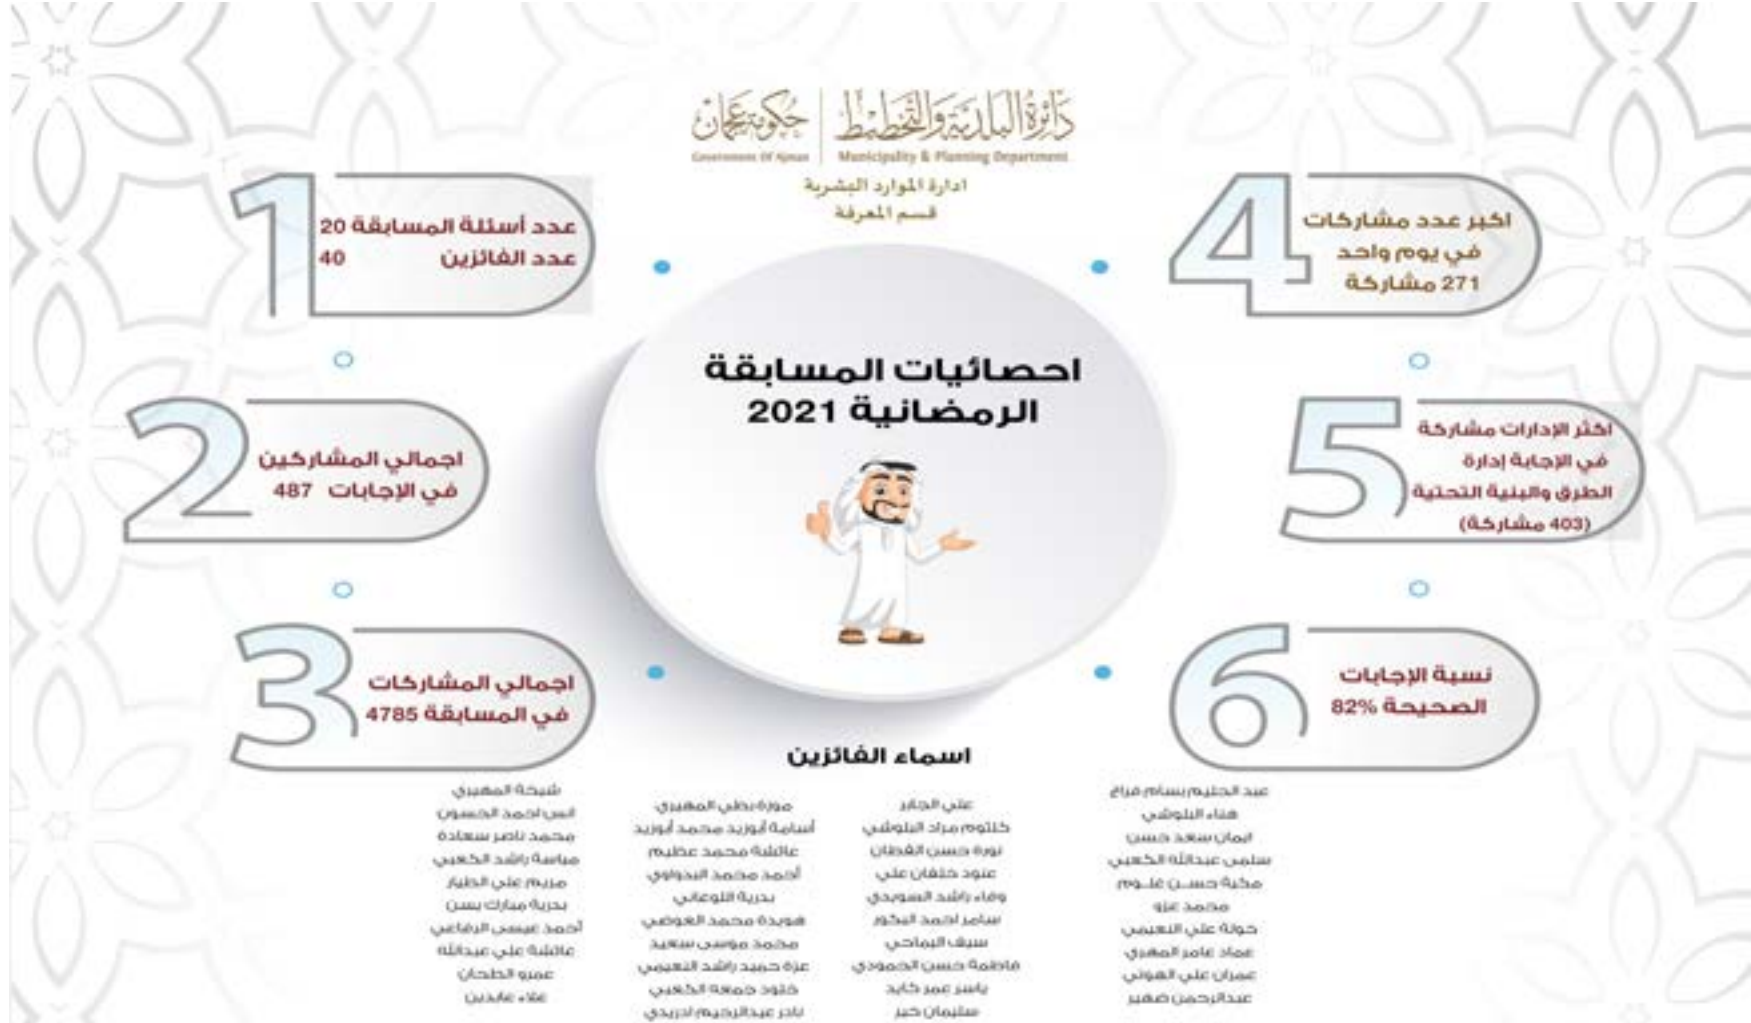 دائرة البلدية والتخطيط
حكومة عجمان
Municipality & Planning Department
Government Of Ajman
ادارة الموارد البشرية
قسم المعرفة
احصائيات المسابقة
الرمضانية 2021
1
عدد أسئلة المسابقة 20
عدد الفائزين 40
2
اجمالي المشاركين
في الإجابات 487
3
اجمالي المشاركات
في المسابقة 4785
4
اكبر عدد مشاركات
في يوم واحد
271 مشاركة
5
اكثر الإدارات مشاركة
في الإجابة إدارة
الطرق والبنية التحتية
(403 مشاركة)
6
نسبة الإجابات
الصحيحة 82%
اسماء الفائزين
عبد الحليم بسام فراج
هناء البلوشي
ايمان سعد حسن
سلمى عبدالله الكعبي
مكية حســن غلــوم
محمد عزو
خولة علي النعيمي
عماد عامر المهري
عمران علي الهوتي
عبدالرحمن ضهير
علي الجابر
كلثوم مراد البلوشي
نورة حسن القطان
عنود خلفان علي
وفاء راشد السويدي
سامر احمد البكور
سيف اليماحي
فاطمة حسن الحمودي
ياسر عمر كايد
سليمان خير
موزة بطي المهيري
أسامة أبوزيد محمد أبوزيد
عائشة محمد عظيم
أحمد محمد البدواوي
بدرية اللوغاني
هويدة محمد العوضي
محمد موسى سعيد
عزة حميد راشد النعيمي
خلود جمعه الكعبي
نادر عبدالرحيم ادريدي
شيخة المهيري
انس احمد الحسون
محمد ناصر سعادة
مياسة راشد الكعبي
مريم علي الطيار
بدرية مبارك يسن
أحمد عيسى الرفاعي
عائشة علي عبدالله
عمرو الطحان
علاء عابدين